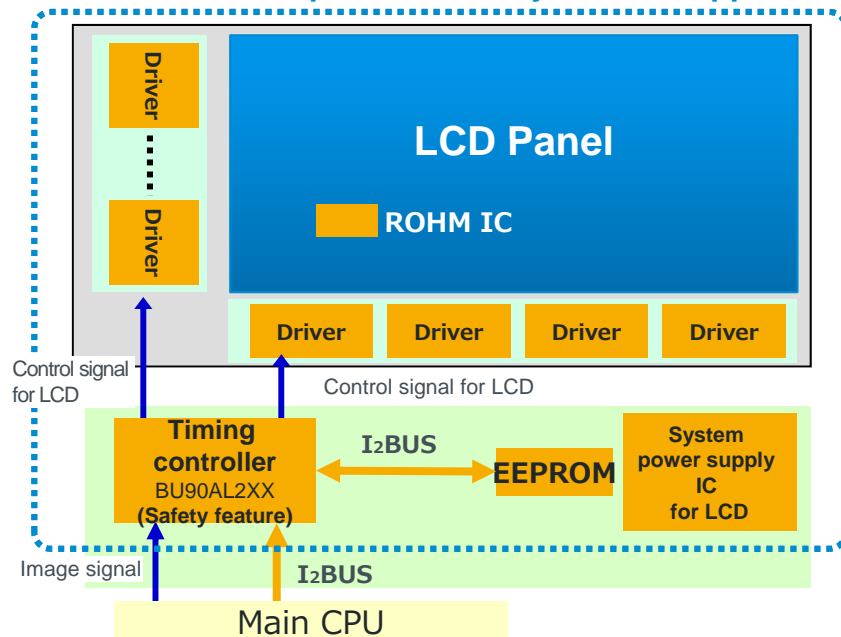 Driver
Driver
LCD Panel
ROHM IC
Driver
Driver
Driver
Driver
Control signal
for LCD
Control signal for LCD
Timing
controller
BU90AL2XX
(Safety feature)
I2BUS
EEPROM
System
power supply
IC
for LCD
Image signal
I2BUS
Main CPU